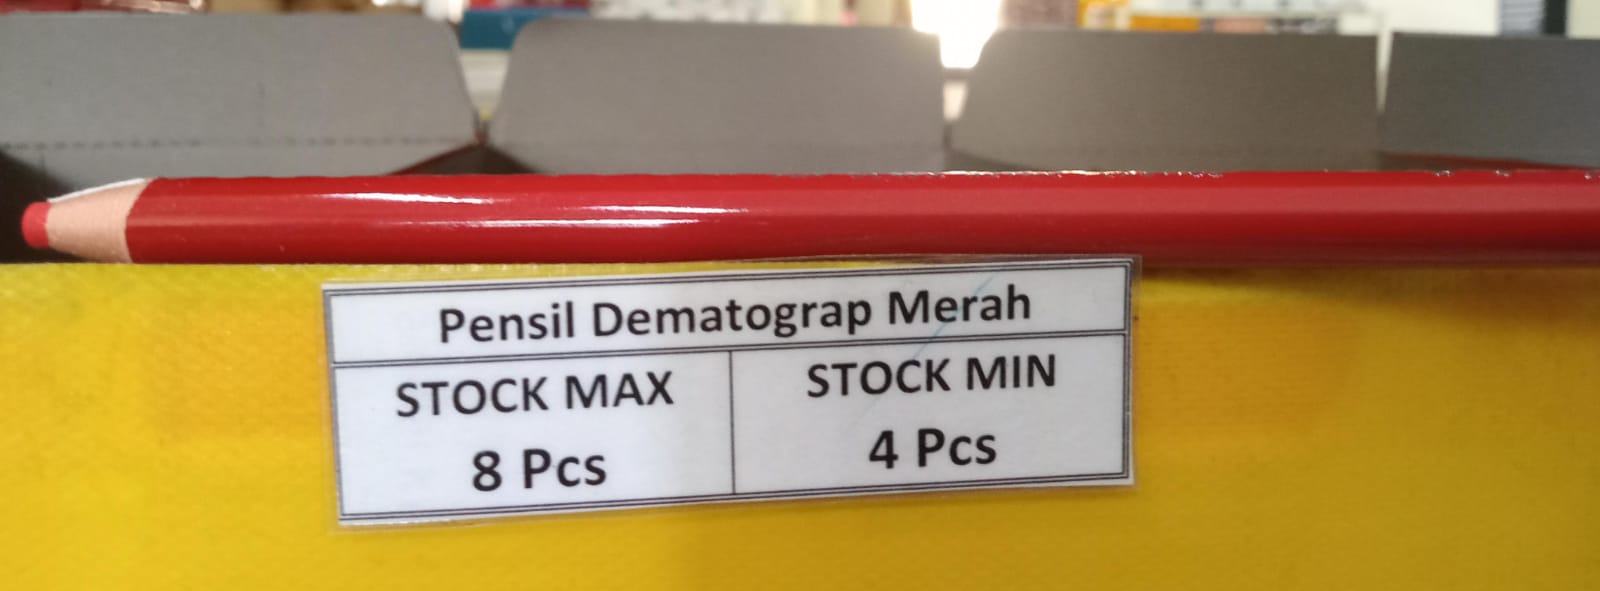 Pensil Dematograp Merah
STOCK MAX
8 Pcs
STOCK MIN
4 Pcs